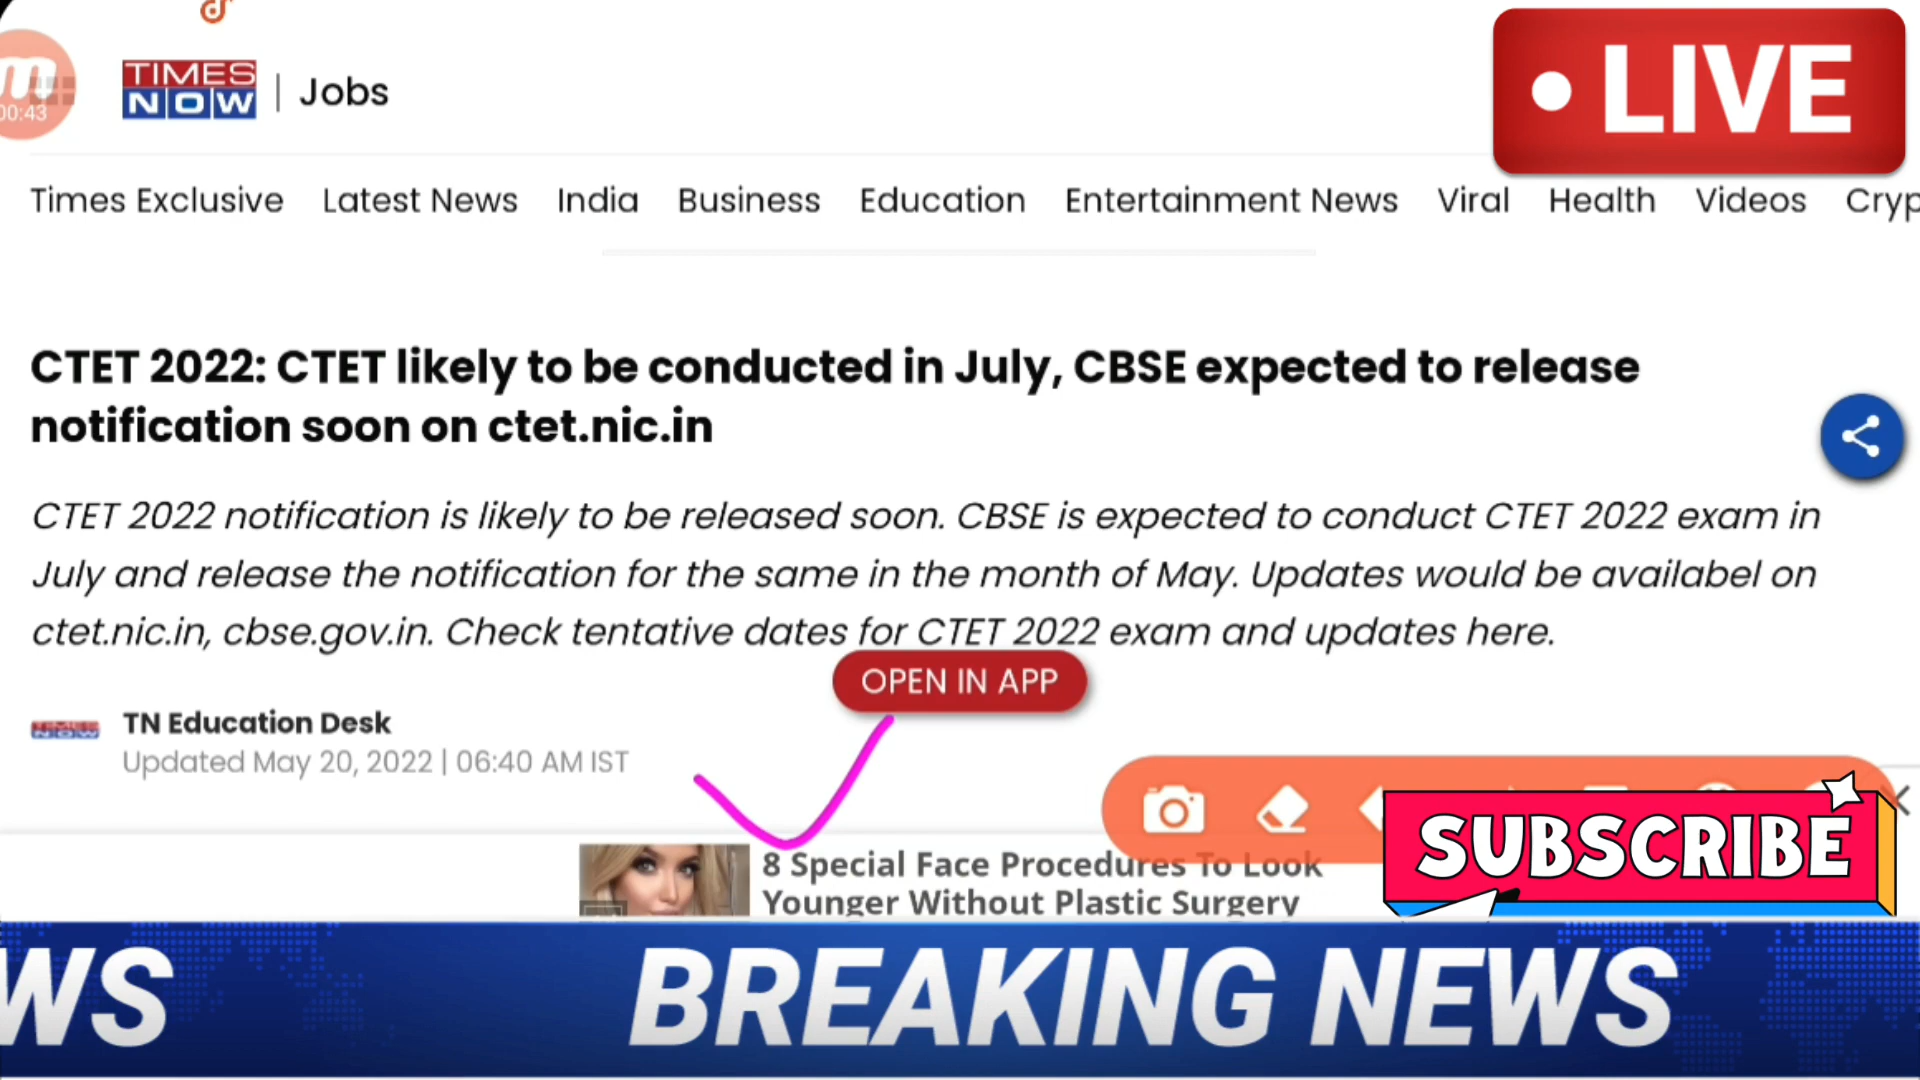 00:43
TIMES
NOW
Jobs
LIVE
Times Exclusive Latest News India Business Education Entertainment News Viral Health Videos Cryp
CTET 2022: CTET likely to be conducted in July, CBSE expected to release
notification soon on ctet.nic.in
CTET 2022 notification is likely to be released soon. CBSE is expected to conduct CTET 2022 exam in
July and release the notification for the same in the month of May. Updates would be availabel on
ctet.nic.in, cbse.gov.in. Check tentative dates for CTET 2022 exam and updates here.
OPEN IN APP
TIMES
NOW
TN Education Desk
Updated May 20, 2022 | 06:40 AM IST
8 Special Face Procedures To Look
Younger Without Plastic Surgery
SUBSCRIBE
WS BREAKING NEWS